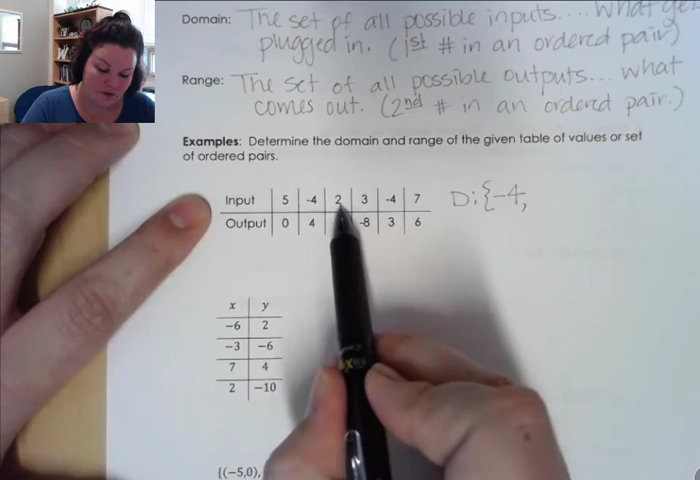 Domain: The set of all possible inputs.... What gets
plugged in. (1st # in an ordered pair)
Range: The set of all possible outputs... what
comes out. (2nd # in an ordered pair.)
Examples: Determine the domain and range of the given table of values or set
of ordered pairs.
Input 5 -4 2 3 -4 7 D:{-4,
Output 0 4 -8 3 6
x y
-6 2
-3 -6
7 4
2 -10
{(-5,0),